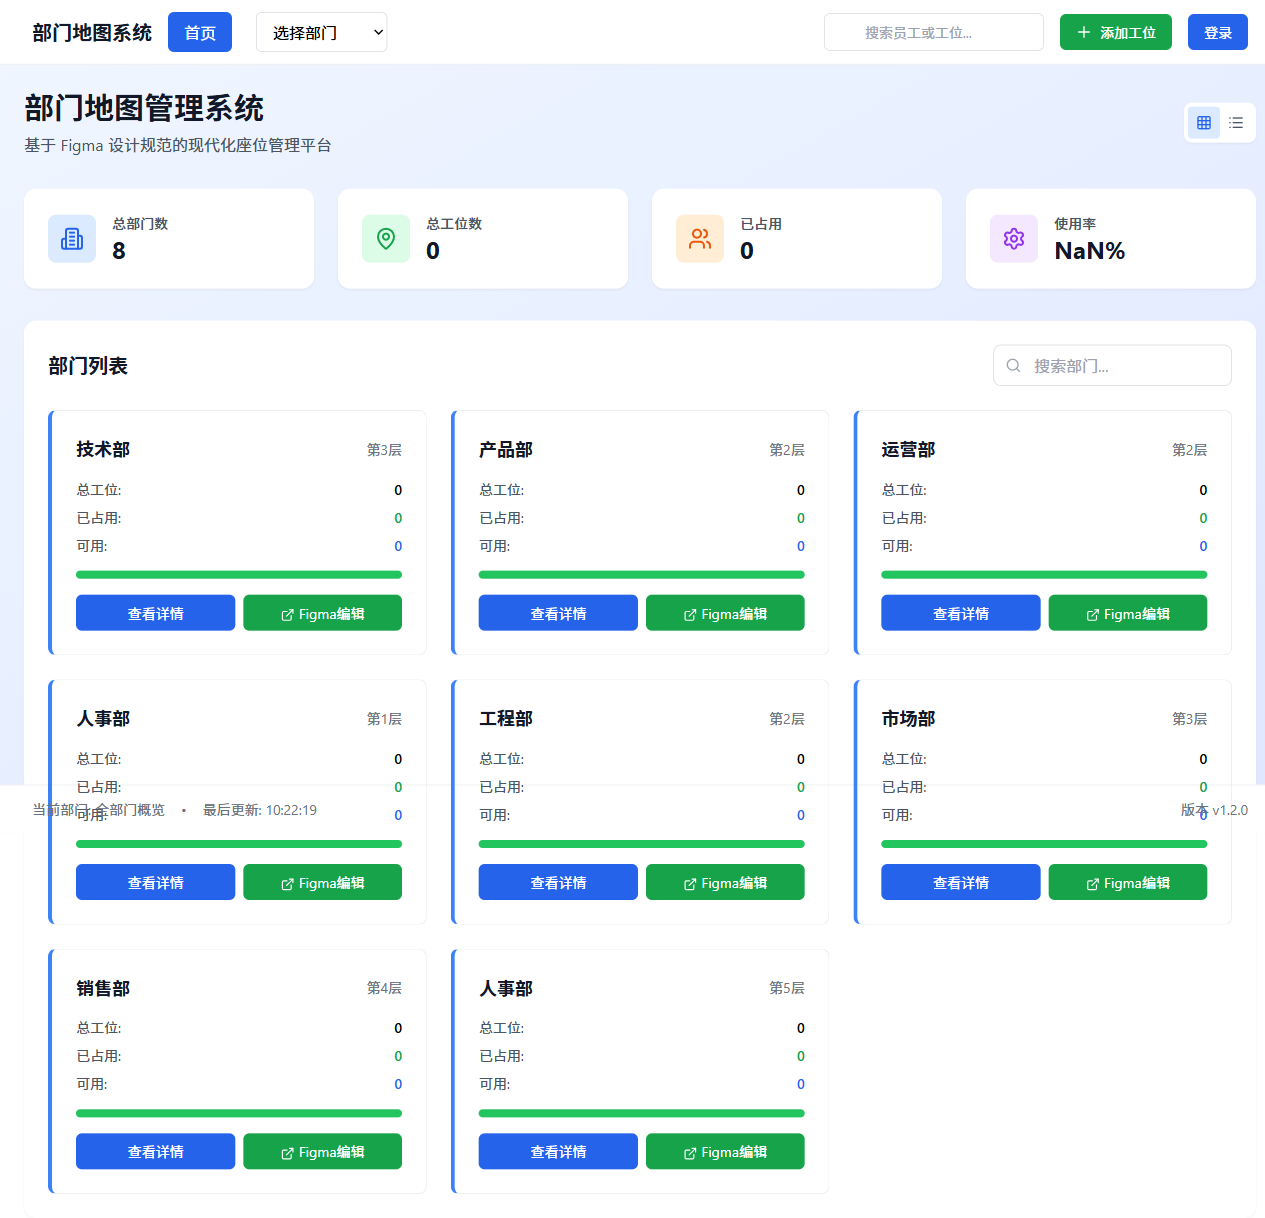 部门地图系统 首页 选择部门 搜索员工或工位... 添加工位 登录
部门地图管理系统
基于 Figma 设计规范的现代化座位管理平台
总部门数 总工位数 已占用 使用率
8 0 0 NaN%
部门列表 搜索部门...
技术部 第3层 产品部 第2层 运营部 第2层
总工位: 0 总工位: 0 总工位: 0
已占用: 0 已占用: 0 已占用: 0
可用: 0 可用: 0 可用: 0
查看详情 Figma编辑 查看详情 Figma编辑 查看详情 Figma编辑
人事部 第1层 工程部 第2层 市场部 第3层
总工位: 0 总工位: 0 总工位: 0
已占用: 0 已占用: 0 已占用: 0
当前部门: 全部门概览 • 最后更新: 10:22:19 版本 v1.2.0
可用: 0 可用: 0 可用: 0
查看详情 Figma编辑 查看详情 Figma编辑 查看详情 Figma编辑
销售部 第4层 人事部 第5层
总工位: 0 总工位: 0
已占用: 0 已占用: 0
可用: 0 可用: 0
查看详情 Figma编辑 查看详情 Figma编辑